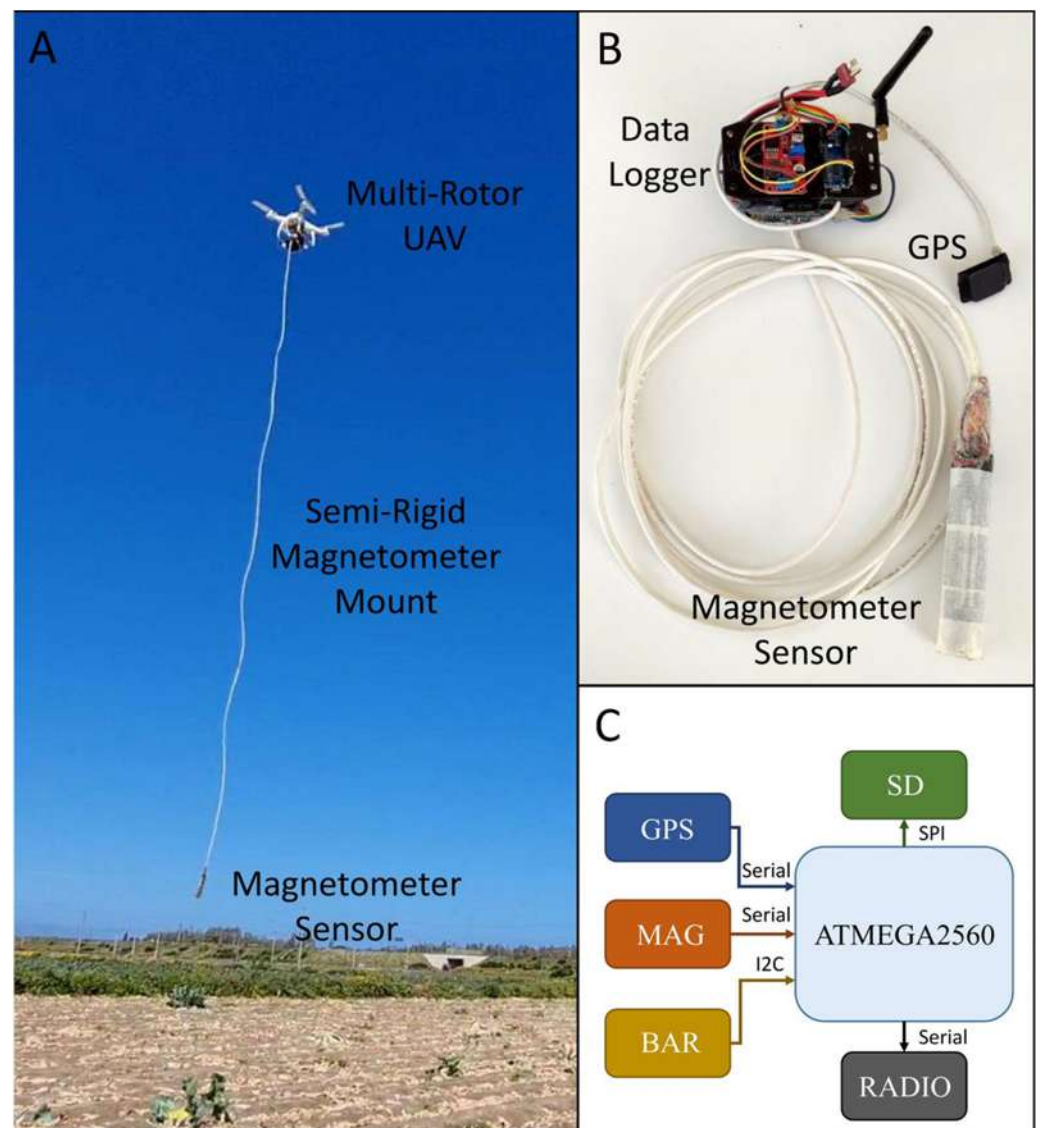 A
Multi-Rotor
UAV
Semi-Rigid
Magnetometer
Mount
Magnetometer
Sensor
B
Data
Logger
GPS
Magnetometer
Sensor
C
GPS
MAG
BAR
SD
SPI
Serial
Serial
I2C
ATMEGA2560
Serial
RADIO